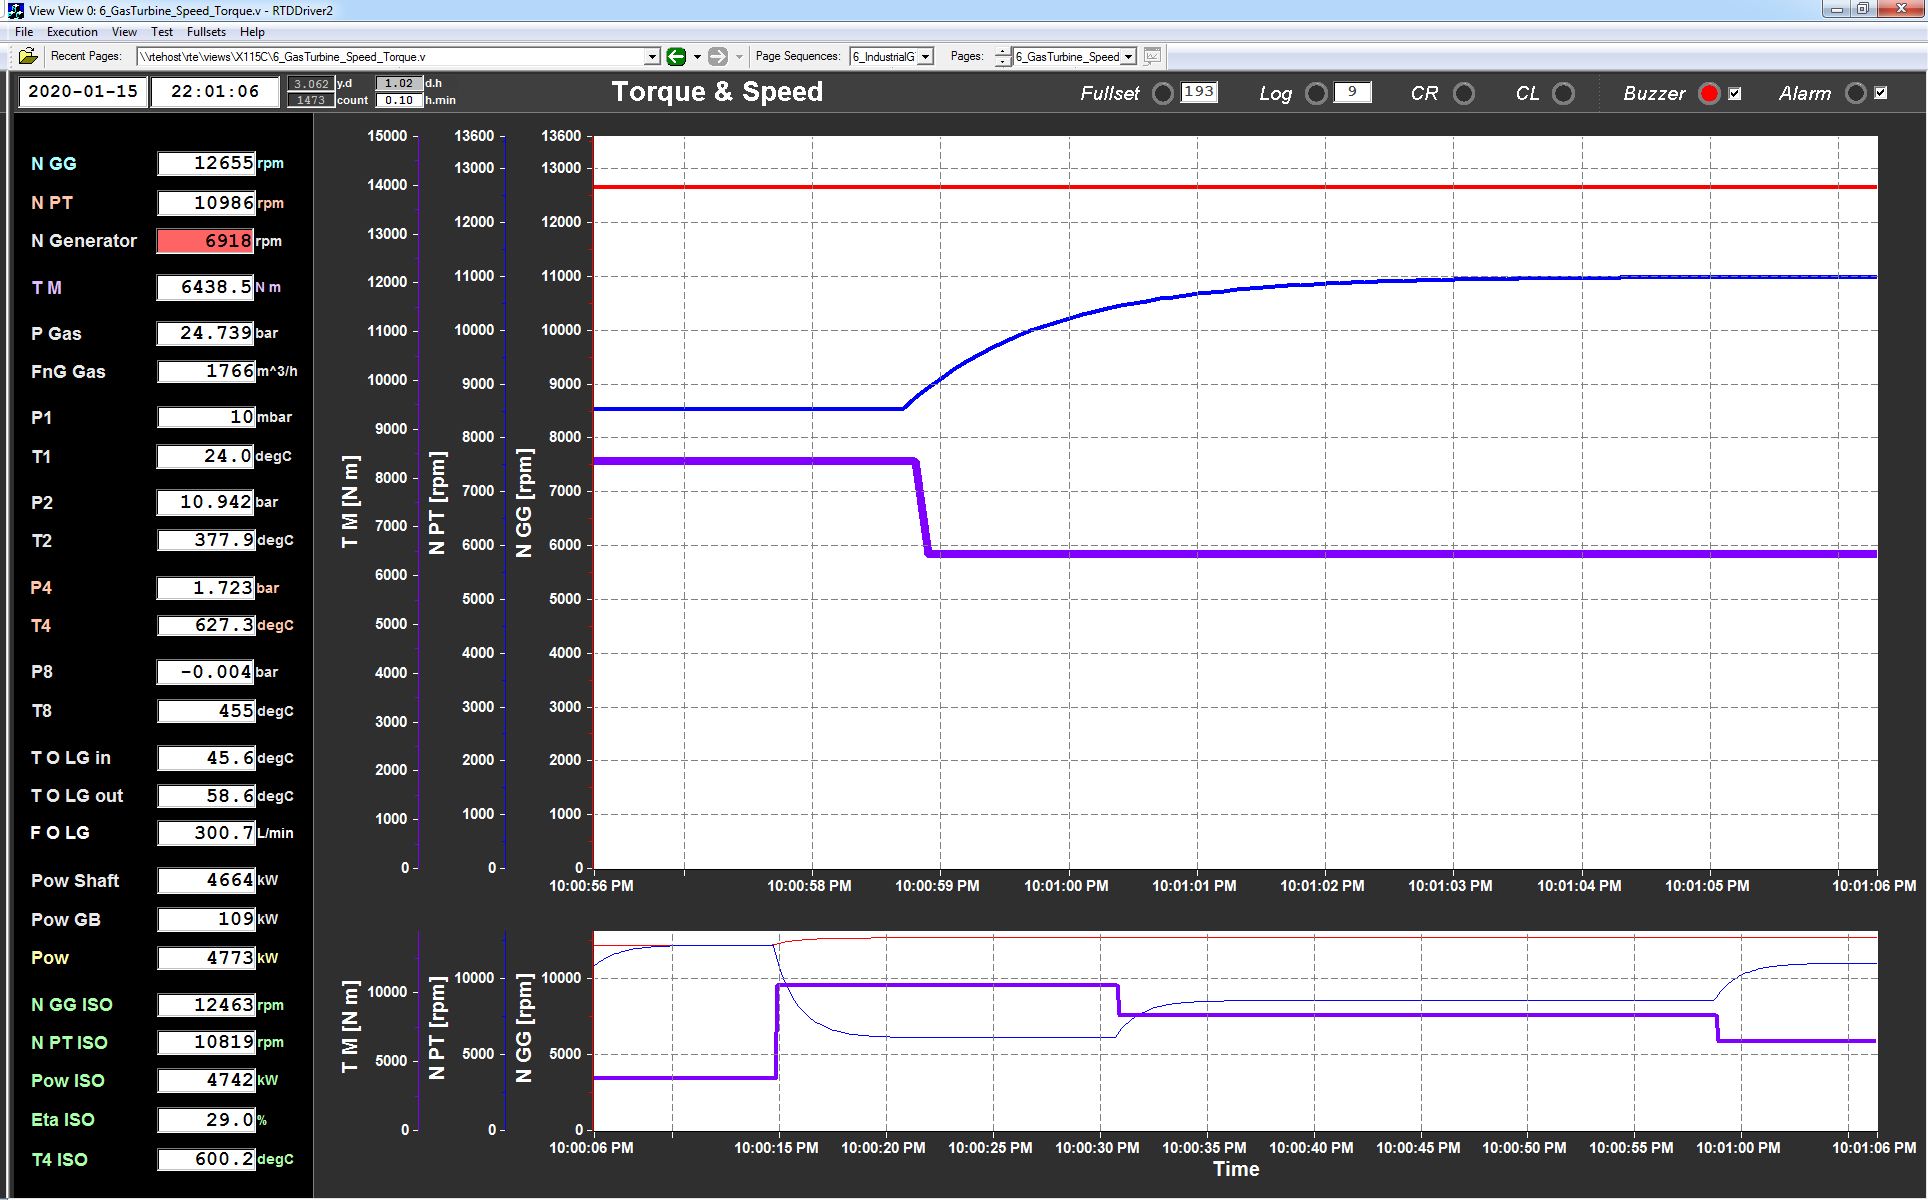 View View 0: 6_GasTurbine_Speed_Torque.v - RTDDriver2
File Execution View Test Fullsets Help
Recent Pages: \\rtehost\rte\views\X115C\6_GasTurbine_Speed_Torque.v Page Sequences: 6_IndustrialG Pages: 6_GasTurbine_Speed
2020-01-15 22:01:06 3.062 y.d 1.02 d.h
1473 count 0.10 h.min
Torque & Speed Fullset 193 Log 9 CR CL Buzzer Alarm
N GG 12655 rpm
N PT 10986 rpm
N Generator 6918 rpm
T M 6438.5 N m
P Gas 24.739 bar
FnG Gas 1766 m^3/h
P1 10 mbar
T1 24.0 degC
P2 10.942 bar
T2 377.9 degC
P4 1.723 bar
T4 627.3 degC
P8 -0.004 bar
T8 455 degC
T O LG in 45.6 degC
T O LG out 58.6 degC
F O LG 300.7 L/min
Pow Shaft 4664 kW
Pow GB 109 kW
Pow 4773 kW
N GG ISO 12463 rpm
N PT ISO 10819 rpm
Pow ISO 4742 kW
Eta ISO 29.0 %
T4 ISO 600.2 degC
T M [N m]
15000
14000
13000
12000
11000
10000
9000
8000
7000
6000
5000
4000
3000
2000
1000
0
N PT [rpm]
13600
13000
12000
11000
10000
9000
8000
7000
6000
5000
4000
3000
2000
1000
0
N GG [rpm]
13600
13000
12000
11000
10000
9000
8000
7000
6000
5000
4000
3000
2000
1000
0
10:00:56 PM 10:00:58 PM 10:00:59 PM 10:01:00 PM 10:01:01 PM 10:01:02 PM 10:01:03 PM 10:01:04 PM 10:01:05 PM 10:01:06 PM
T M [N m]
10000
5000
0
N PT [rpm]
10000
5000
0
N GG [rpm]
10000
5000
0
10:00:06 PM 10:00:15 PM 10:00:20 PM 10:00:25 PM 10:00:30 PM 10:00:35 PM 10:00:40 PM 10:00:45 PM 10:00:50 PM 10:00:55 PM 10:01:00 PM 10:01:06 PM
Time